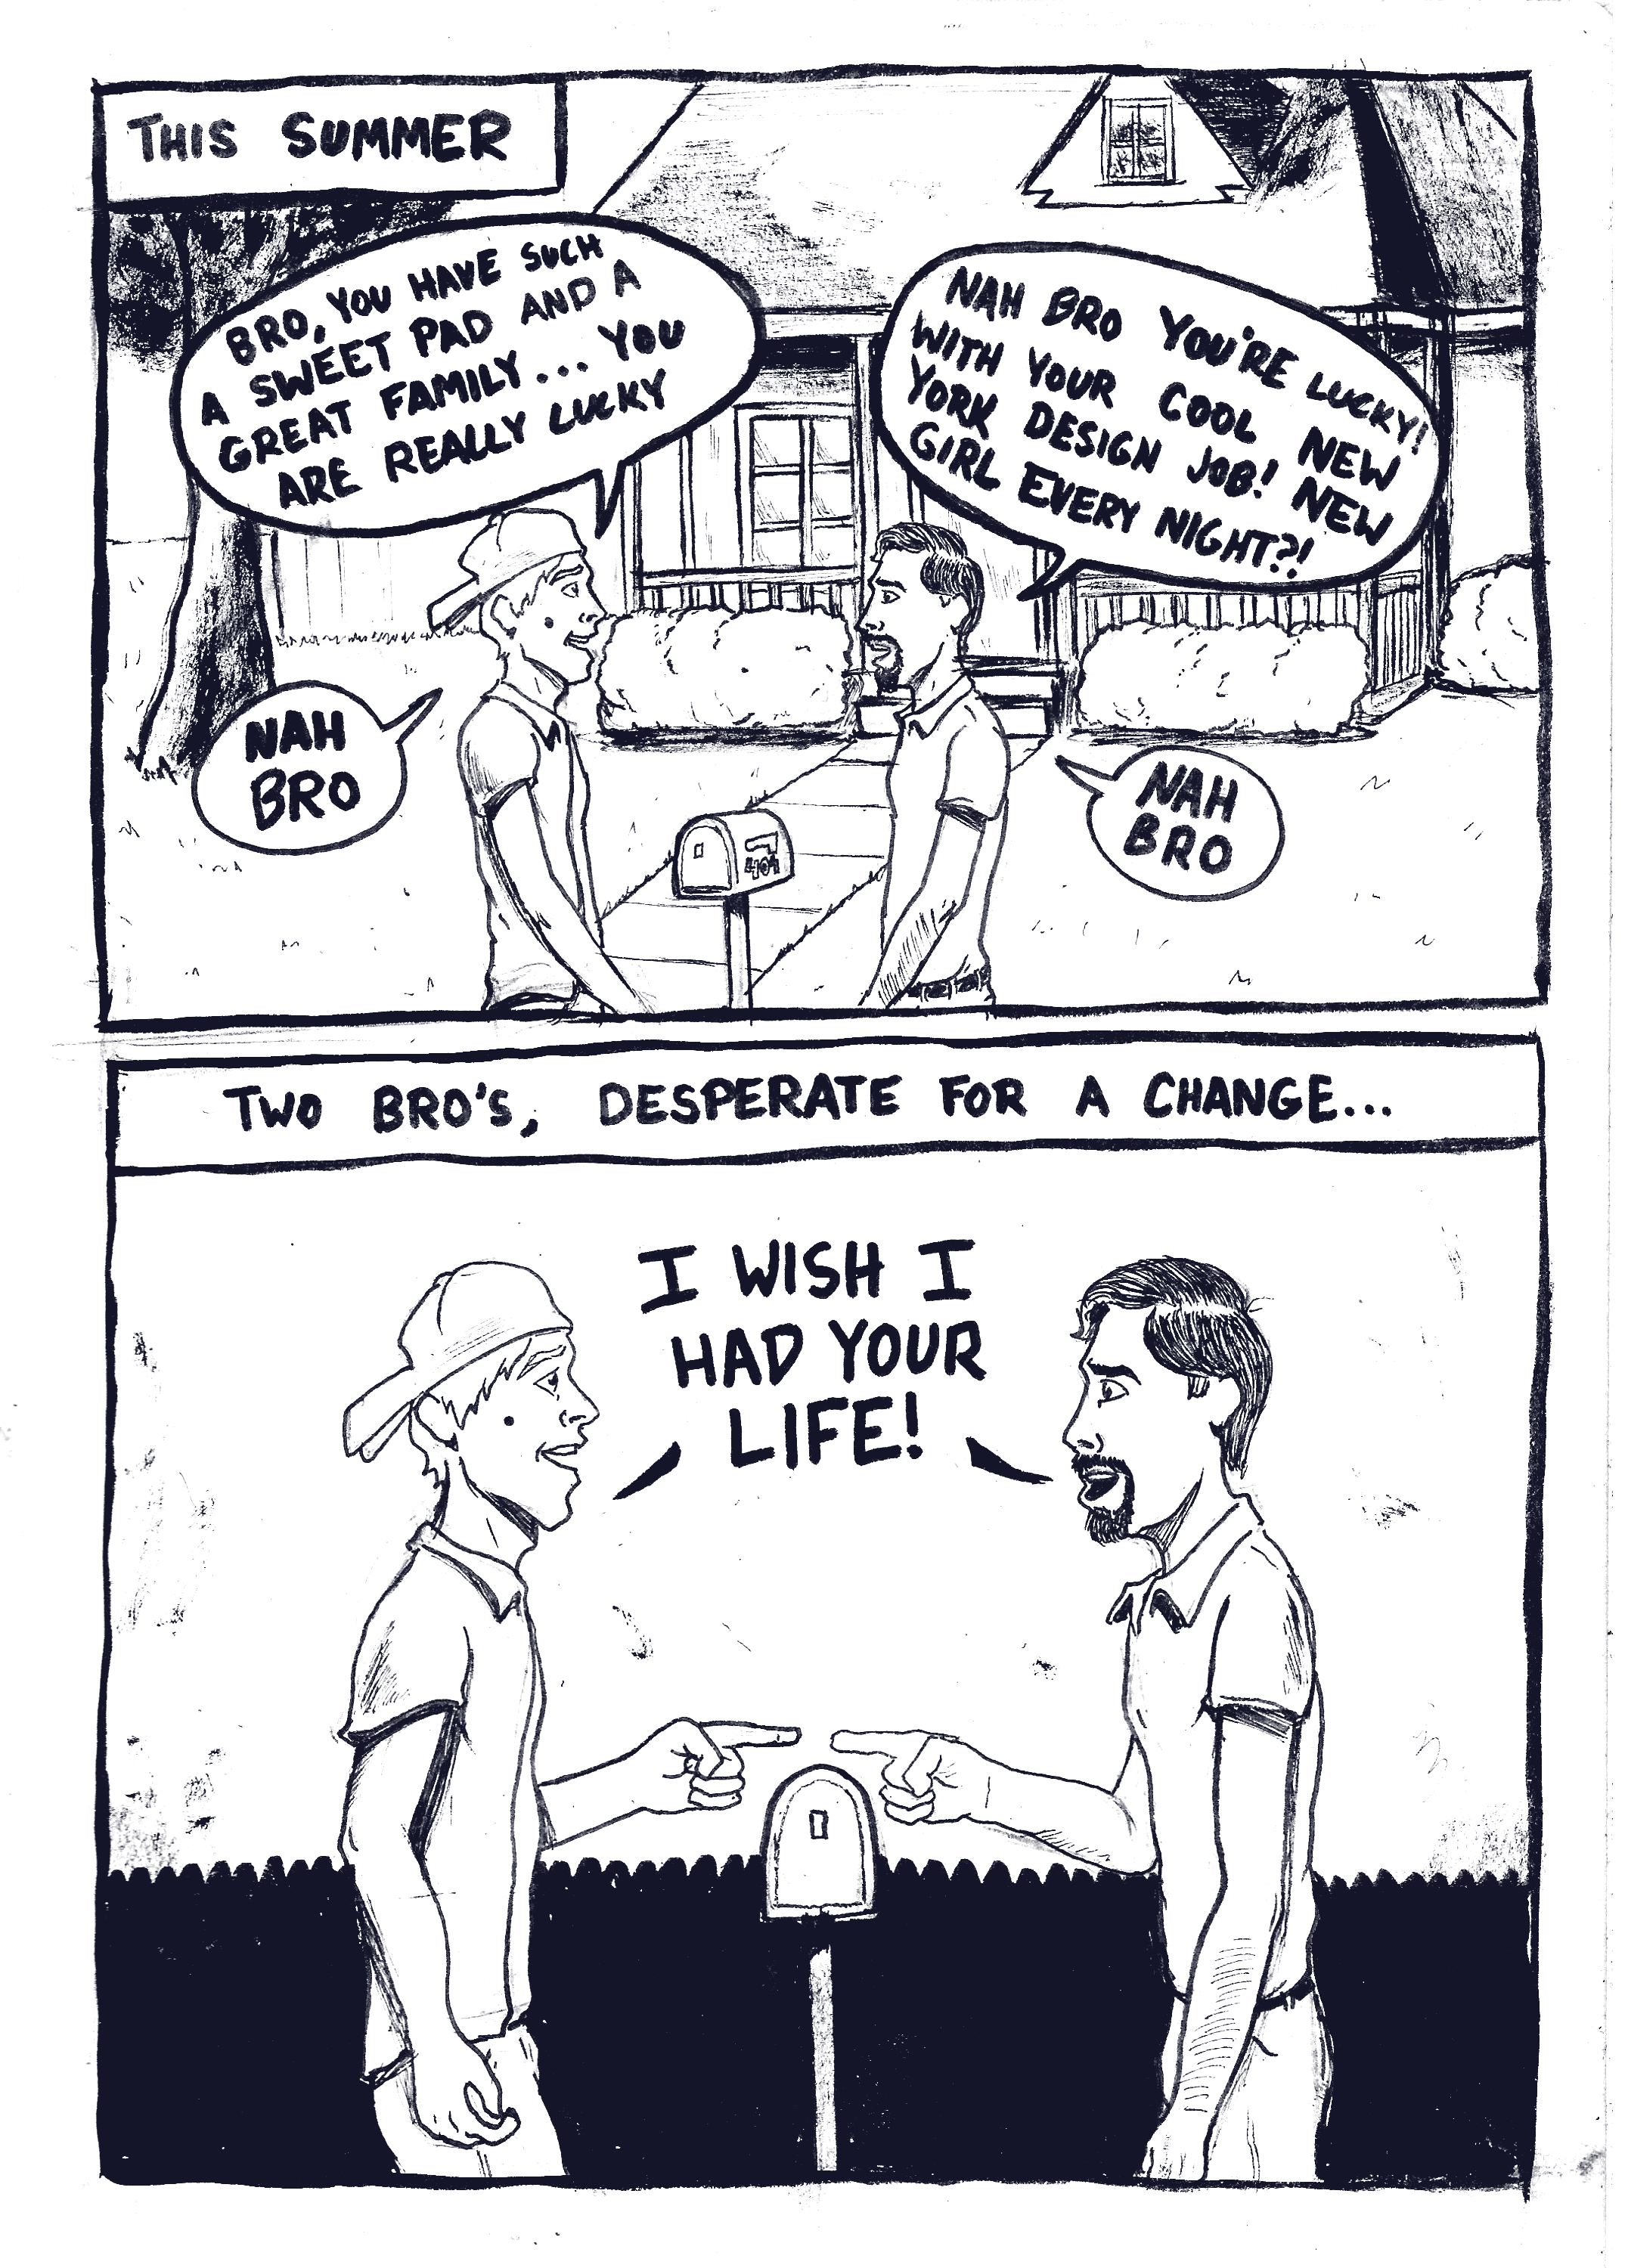 THIS SUMMER
BRO, YOU HAVE SUCH
A SWEET PAD AND A
GREAT FAMILY... YOU
ARE REALLY LUCKY
NAH BRO YOU'RE LUCKY!
WITH YOUR COOL NEW
YORK DESIGN JOB! NEW
GIRL EVERY NIGHT?!
NAH
BRO
NAH
BRO
404
TWO BRO'S, DESPERATE FOR A CHANGE...
I WISH I
HAD YOUR
LIFE!